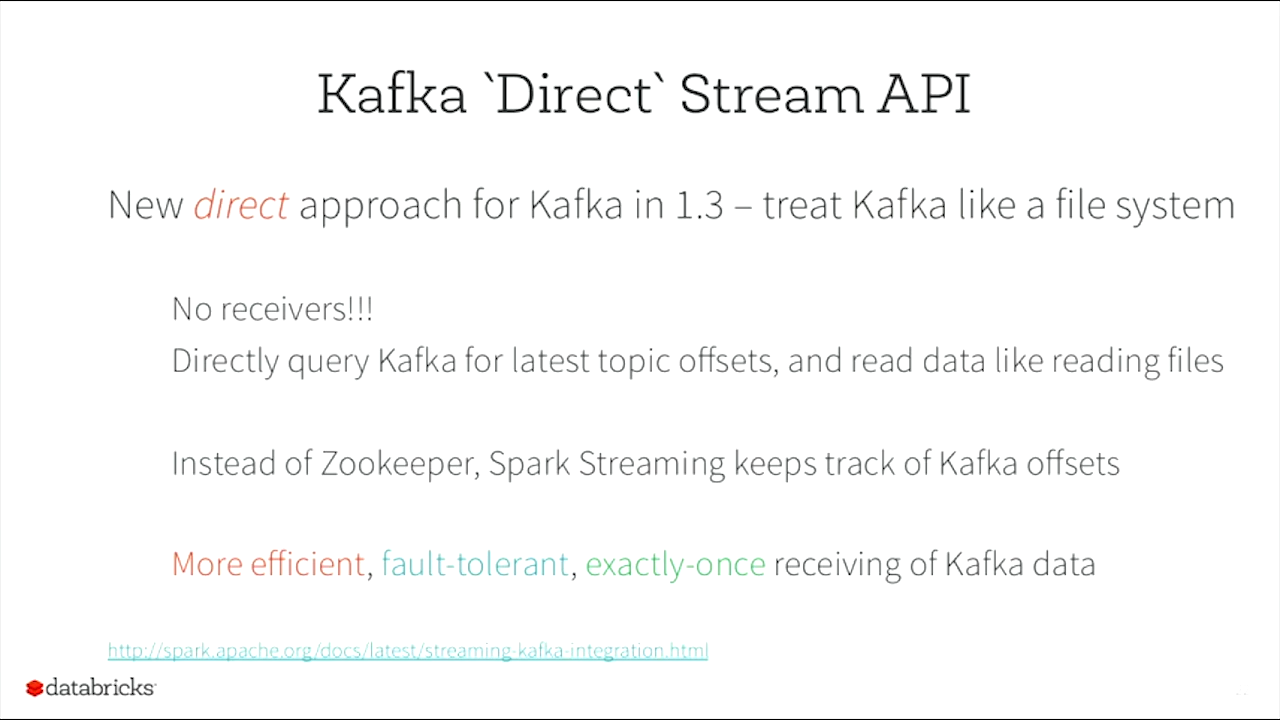 Kafka `Direct` Stream API
New direct approach for Kafka in 1.3 – treat Kafka like a file system
No receivers!!!
Directly query Kafka for latest topic offsets, and read data like reading files
Instead of Zookeeper, Spark Streaming keeps track of Kafka offsets
More efficient, fault-tolerant, exactly-once receiving of Kafka data
http://spark.apache.org/docs/latest/streaming-kafka-integration.html
databricks